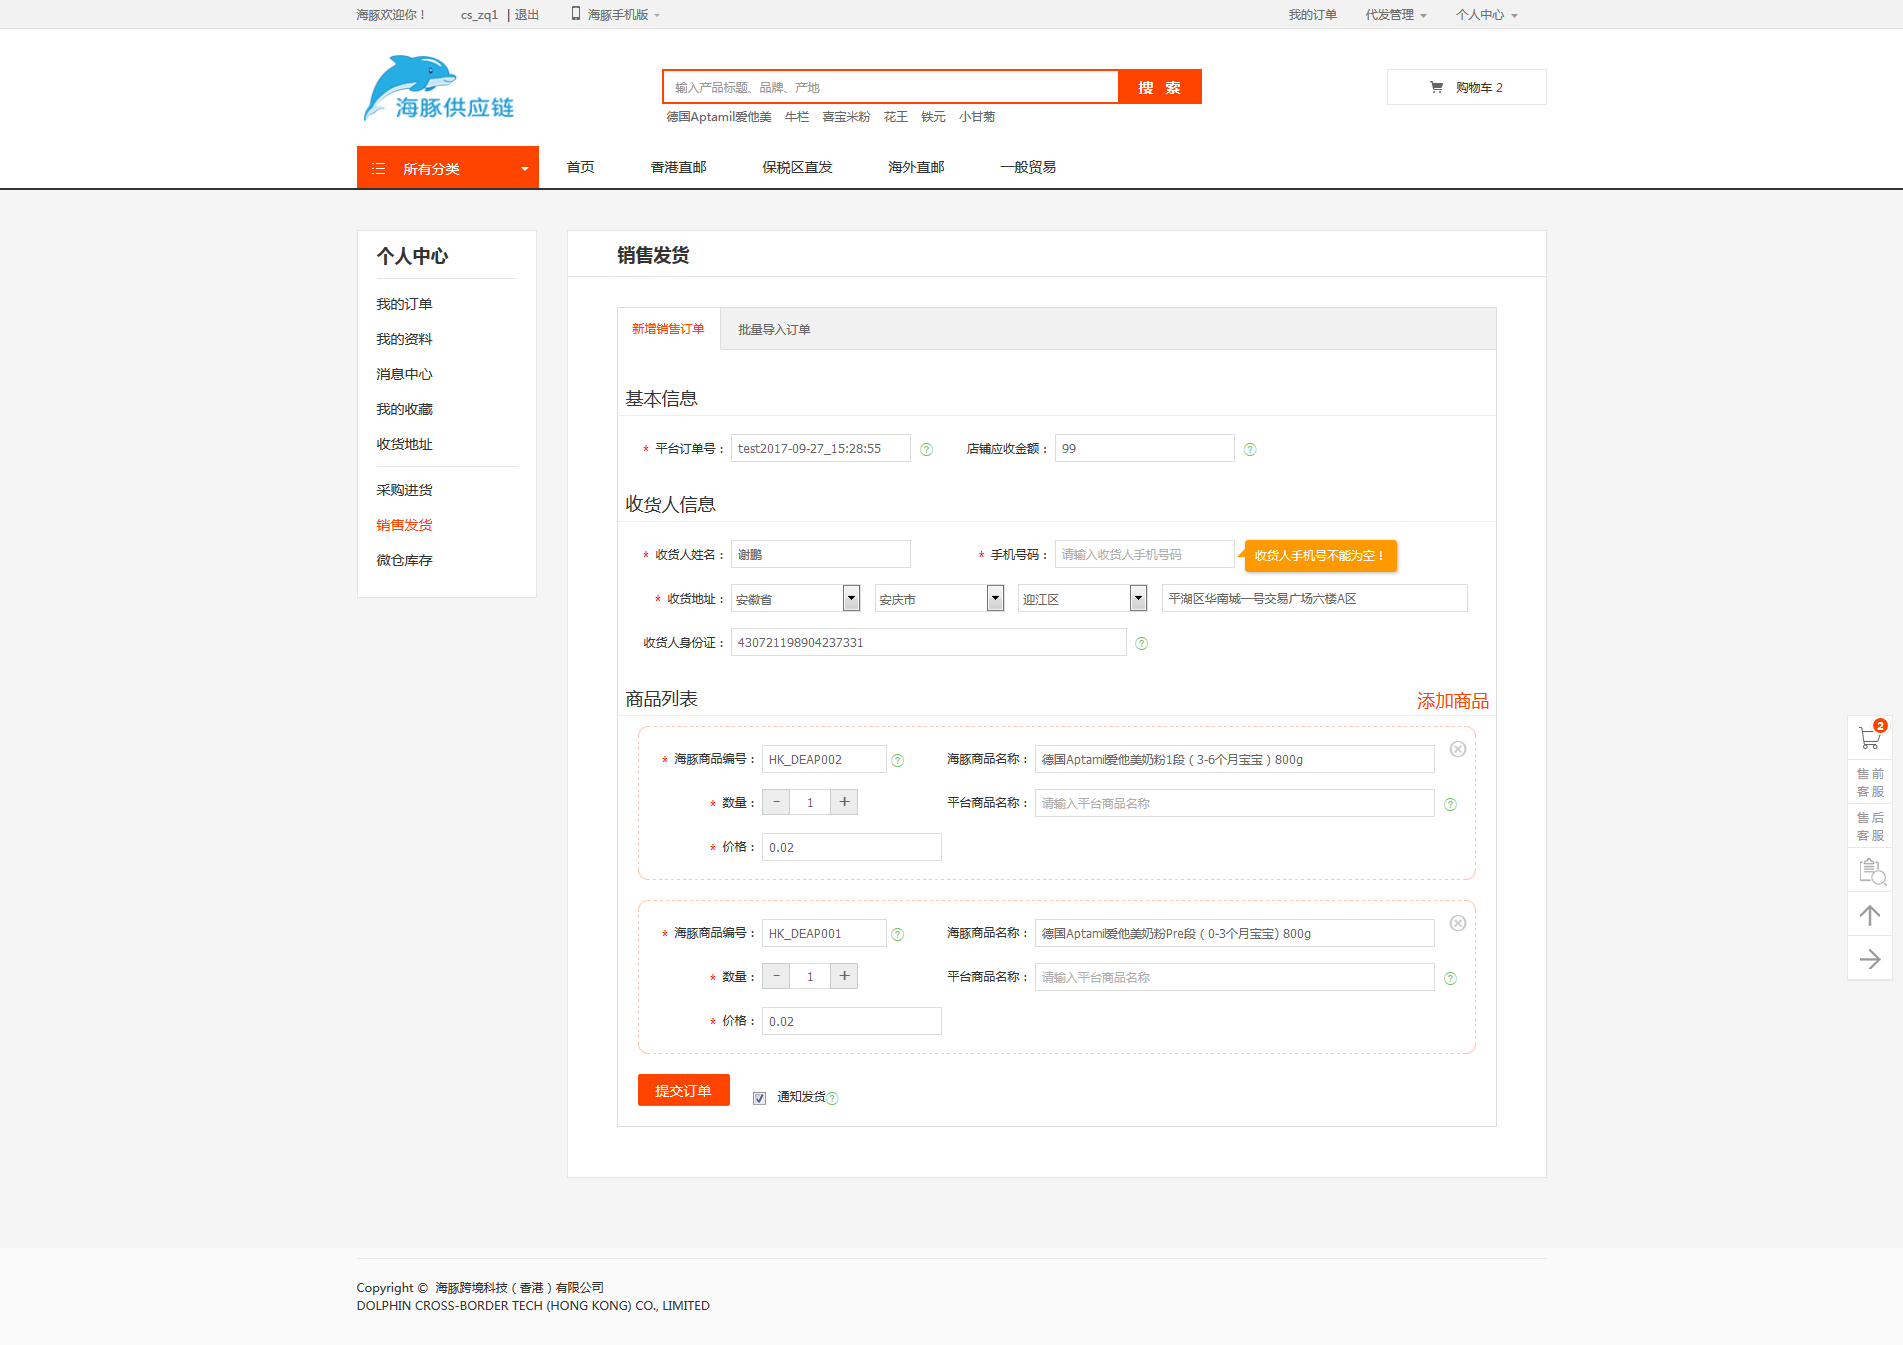 海豚欢迎你！ cs_zq1 | 退出 海豚手机版 我的订单 代发管理 个人中心
海豚供应链
输入产品标题、品牌、产地 搜 索
购物车 2
德国Aptamil爱他美 牛栏 喜宝米粉 花王 铁元 小甘菊
所有分类 首页 香港直邮 保税区直发 海外直邮 一般贸易
个人中心
我的订单
我的资料
消息中心
我的收藏
收货地址
采购进货
销售发货
微仓库存
销售发货
新增销售订单 批量导入订单
基本信息
* 平台订单号： test2017-09-27_15:28:55 ? 店铺应收金额： 99 ?
收货人信息
* 收货人姓名： 谢鹏 * 手机号码： 请输入收货人手机号码 收货人手机号不能为空！
* 收货地址： 安徽省 安庆市 迎江区 平湖区华南城一号交易广场六楼A区
收货人身份证： 430721198904237331 ?
商品列表 添加商品
* 海豚商品编号： HK_DEAP002 ? 海豚商品名称： 德国Aptamil爱他美奶粉1段（3-6个月宝宝）800g
* 数量： - 1 + 平台商品名称： 请输入平台商品名称 ?
* 价格： 0.02
* 海豚商品编号： HK_DEAP001 ? 海豚商品名称： 德国Aptamil爱他美奶粉Pre段（0-3个月宝宝) 800g
* 数量： - 1 + 平台商品名称： 请输入平台商品名称 ?
* 价格： 0.02
提交订单 通知发货 ?
2
售前
客服
售后
客服
Copyright © 海豚跨境科技（香港）有限公司
DOLPHIN CROSS-BORDER TECH (HONG KONG) CO., LIMITED